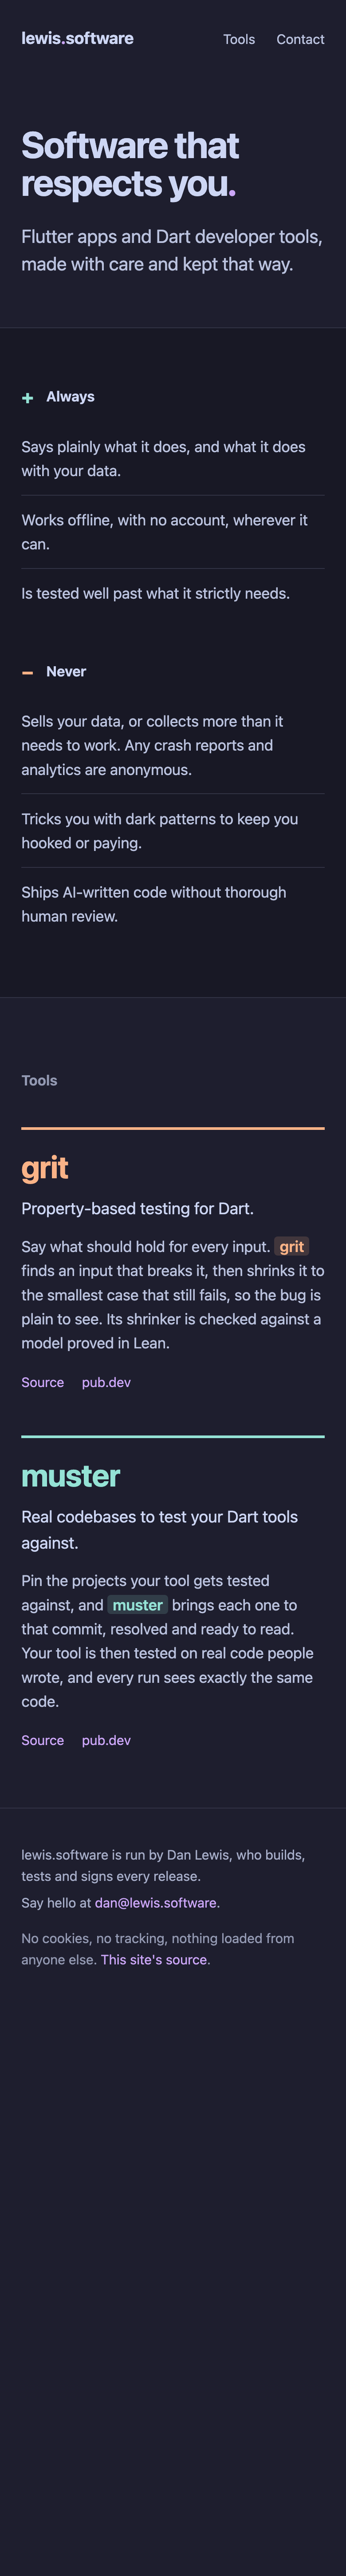 lewis.software
Tools
Contact
Software that
respects you.
Flutter apps and Dart developer tools,
made with care and kept that way.
+ Always
Says plainly what it does, and what it does
with your data.
Works offline, with no account, wherever it
can.
Is tested well past what it strictly needs.
– Never
Sells your data, or collects more than it
needs to work. Any crash reports and
analytics are anonymous.
Tricks you with dark patterns to keep you
hooked or paying.
Ships AI-written code without thorough
human review.
Tools
grit
Property-based testing for Dart.
Say what should hold for every input. grit
finds an input that breaks it, then shrinks it to
the smallest case that still fails, so the bug is
plain to see. Its shrinker is checked against a
model proved in Lean.
Source pub.dev
muster
Real codebases to test your Dart tools
against.
Pin the projects your tool gets tested
against, and muster brings each one to
that commit, resolved and ready to read.
Your tool is then tested on real code people
wrote, and every run sees exactly the same
code.
Source pub.dev
lewis.software is run by Dan Lewis, who builds,
tests and signs every release.
Say hello at dan@lewis.software.
No cookies, no tracking, nothing loaded from
anyone else. This site's source.